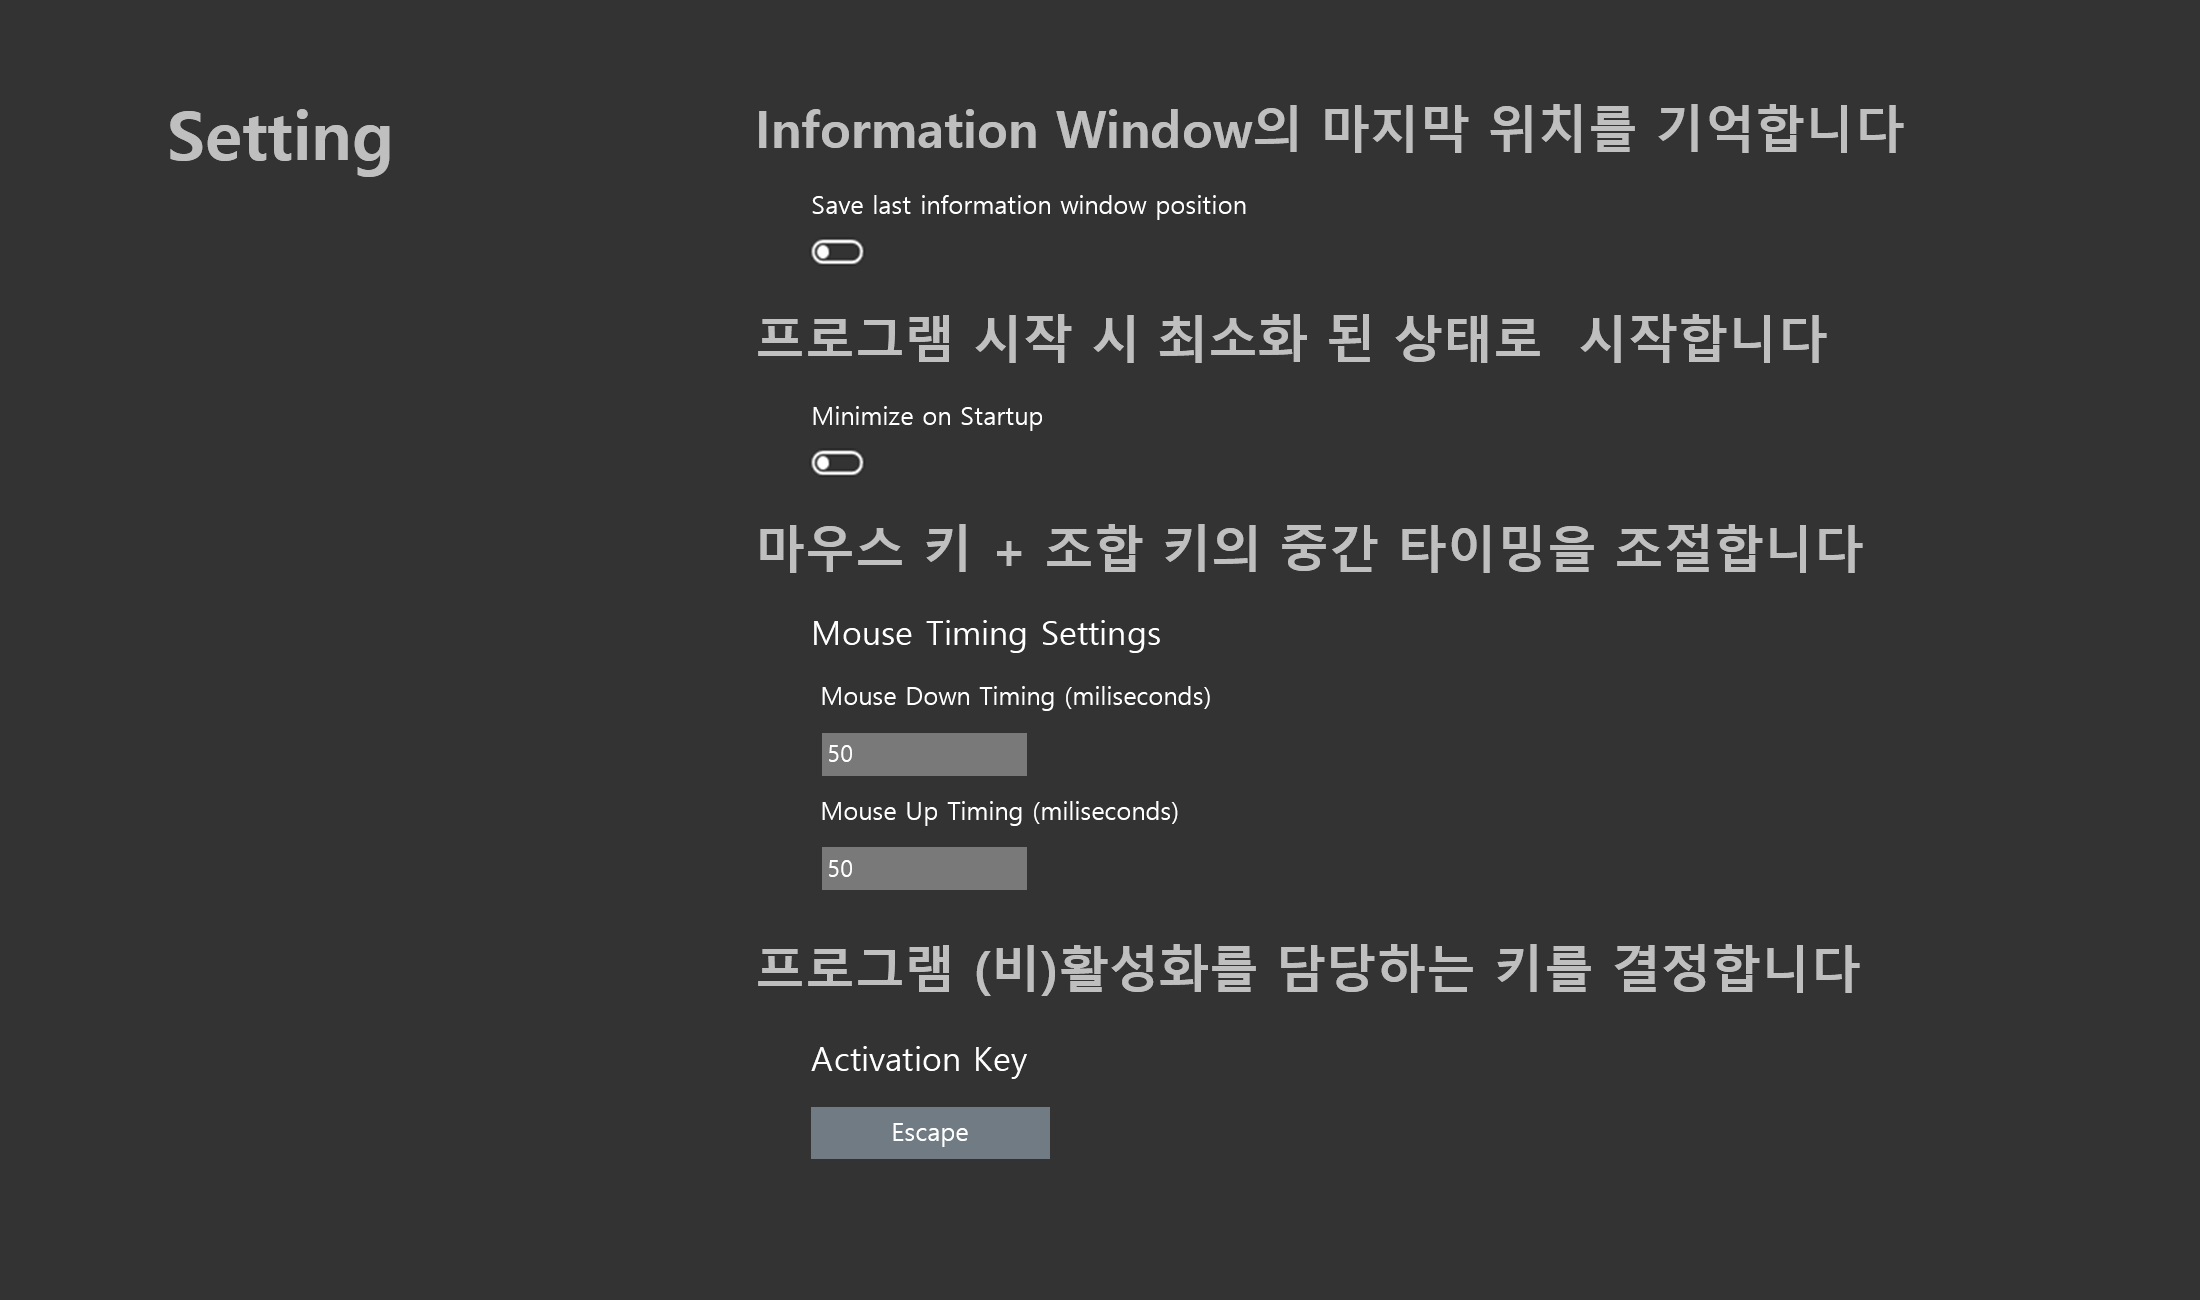 Setting
Information Window의 마지막 위치를 기억합니다
Save last information window position
프로그램 시작 시 최소화 된 상태로  시작합니다
Minimize on Startup
마우스 키 + 조합 키의 중간 타이밍을 조절합니다
Mouse Timing Settings
Mouse Down Timing (miliseconds)
50
Mouse Up Timing (miliseconds)
50
프로그램 (비)활성화를 담당하는 키를 결정합니다
Activation Key
Escape